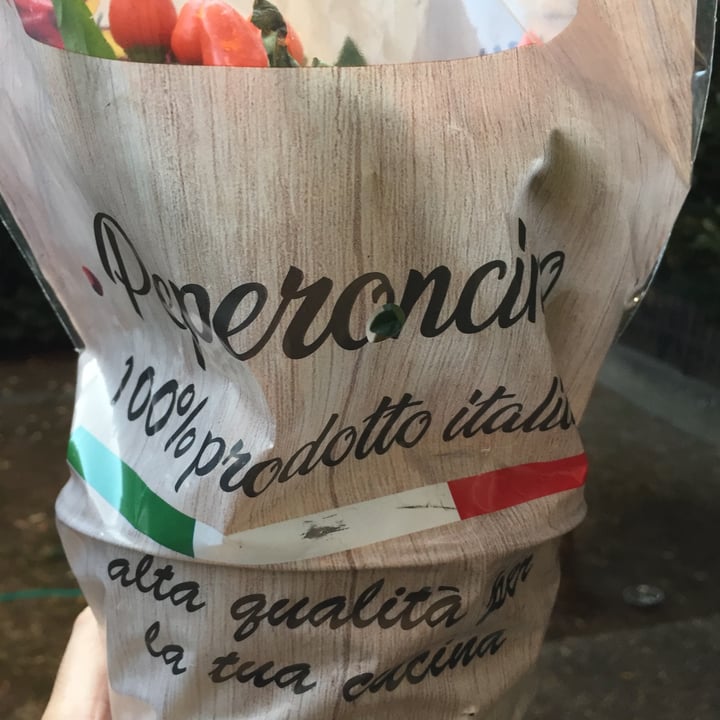 Peperoncin
100% prodotto itali
alta qualità per
la tua cucina